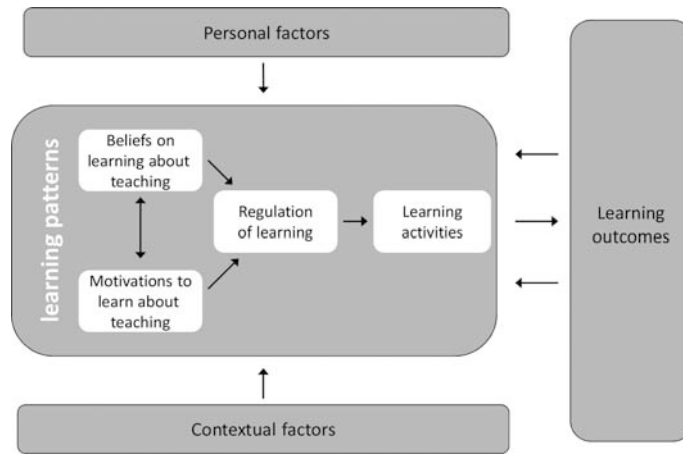 Personal factors
learning patterns
Beliefs on
learning about
teaching
Regulation
of learning
Learning
activities
Motivations to
learn about
teaching
Learning
outcomes
Contextual factors